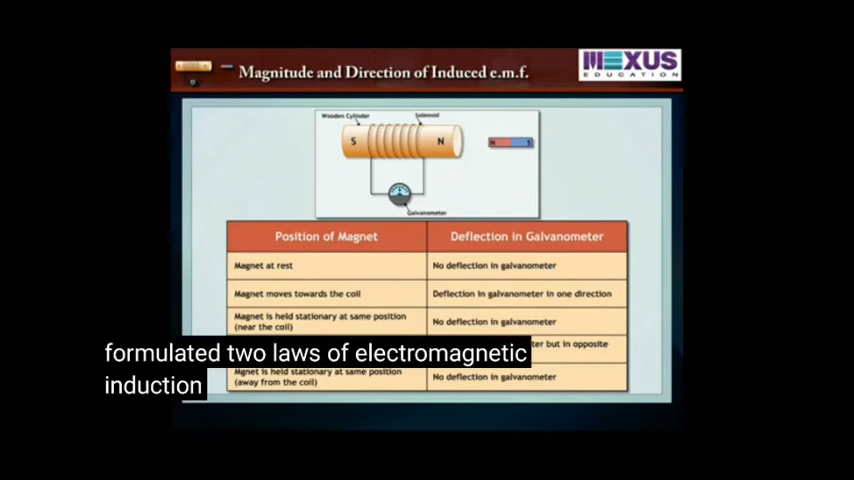 Magnitude and Direction of Induced e.m.f.
MEXUS
EDUCATION
Wooden Cylinder
Solenoid
S
N
N
S
Galvanometer
Position of Magnet
Deflection in Galvanometer
Magnet at rest
No deflection in galvanometer
Magnet moves towards the coil
Deflection in galvanometer in one direction
Magnet is held stationary at same position
(near the coil)
No deflection in galvanometer
but in opposite
Mgnet is held stationary at same position
(away from the coil)
No deflection in galvanometer
formulated two laws of electromagnetic
induction